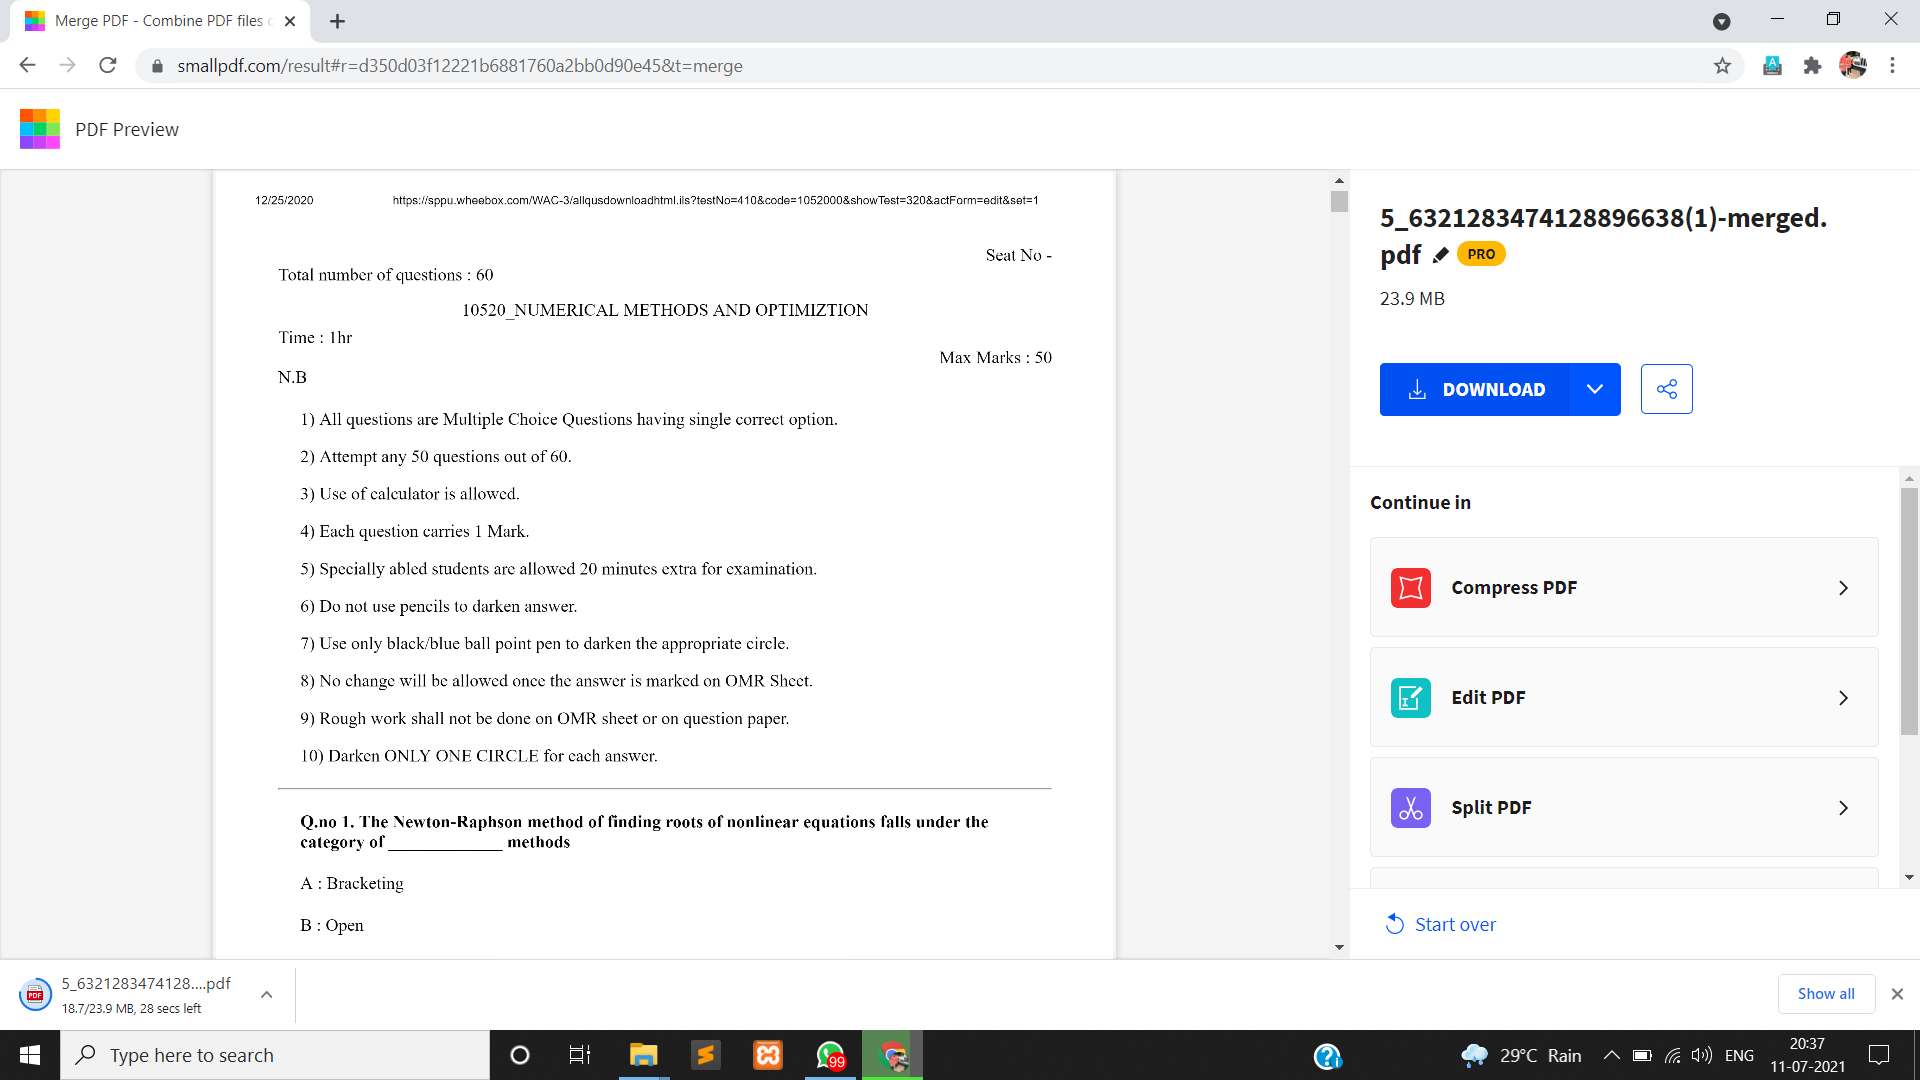 Merge PDF - Combine PDF files
smallpdf.com/result#r=d350d03f12221b6881760a2bb0d90e45&t=merge
PDF Preview
12/25/2020 https://sppu.wheebox.com/WAC-3/allqusdownloadhtml.ils?testNo=410&code=1052000&showTest=320&actForm=edit&set=1
Seat No -
Total number of questions : 60
10520_NUMERICAL METHODS AND OPTIMIZTION
Time : 1hr
Max Marks : 50
N.B
1) All questions are Multiple Choice Questions having single correct option.
2) Attempt any 50 questions out of 60.
3) Use of calculator is allowed.
4) Each question carries 1 Mark.
5) Specially abled students are allowed 20 minutes extra for examination.
6) Do not use pencils to darken answer.
7) Use only black/blue ball point pen to darken the appropriate circle.
8) No change will be allowed once the answer is marked on OMR Sheet.
9) Rough work shall not be done on OMR sheet or on question paper.
10) Darken ONLY ONE CIRCLE for each answer.
Q.no 1. The Newton-Raphson method of finding roots of nonlinear equations falls under the
category of _____________ methods
A : Bracketing
B : Open
5_6321283474128896638(1)-merged.
pdf PRO
23.9 MB
DOWNLOAD
Continue in
Compress PDF
Edit PDF
Split PDF
Start over
5_6321283474128....pdf
18.7/23.9 MB, 28 secs left
Show all
Type here to search
99
29°C Rain
ENG
20:37
11-07-2021